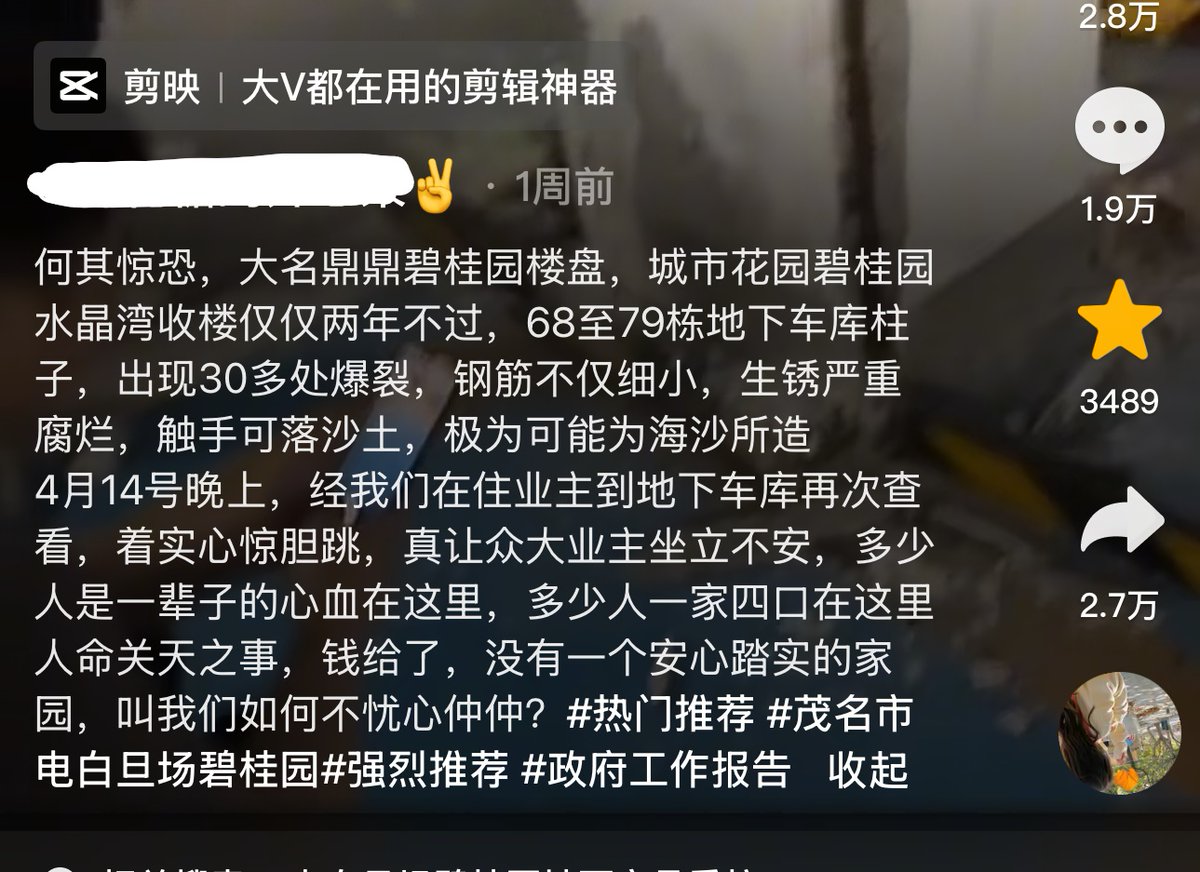 2.8万
剪映 | 大V都在用的剪辑神器
1.9万
✌ · 1周前
何其惊恐，大名鼎鼎碧桂园楼盘，城市花园碧桂园
水晶湾收楼仅仅两年不过，68至79栋地下车库柱
子，出现30多处爆裂，钢筋不仅细小，生锈严重
腐烂，触手可落沙土，极为可能为海沙所造
4月14号晚上，经我们在住业主到地下车库再次查
看，着实心惊胆跳，真让众大业主坐立不安，多少
人是一辈子的心血在这里，多少人一家四口在这里
人命关天之事，钱给了，没有一个安心踏实的家
园，叫我们如何不忧心仲仲？#热门推荐 #茂名市
电白旦场碧桂园#强烈推荐 #政府工作报告 收起
3489
2.7万